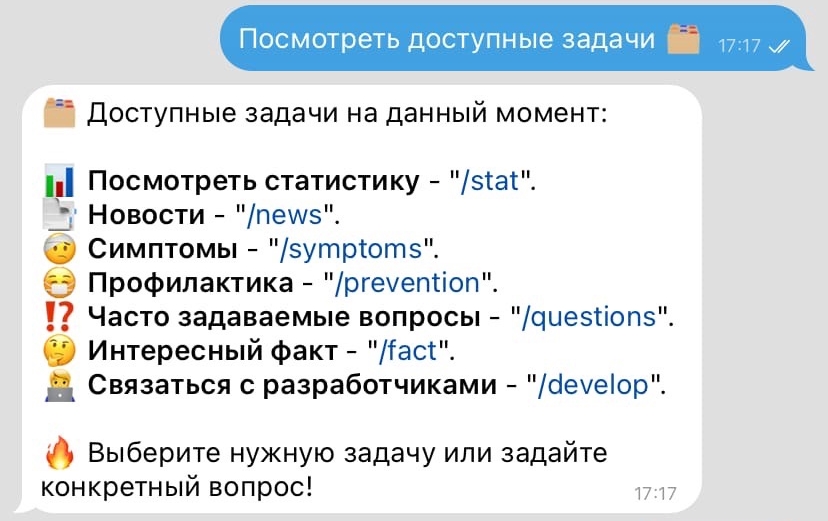 Посмотреть доступные задачи 🗂️ 17:17
🗂️ Доступные задачи на данный момент:
📊 Посмотреть статистику - "/stat".
📑 Новости - "/news".
🤕 Симптомы - "/symptoms".
😷 Профилактика - "/prevention".
⁉️ Часто задаваемые вопросы - "/questions".
🤔 Интересный факт - "/fact".
👨‍💻 Связаться с разработчиками - "/develop".
🔥 Выберите нужную задачу или задайте
конкретный вопрос! 17:17